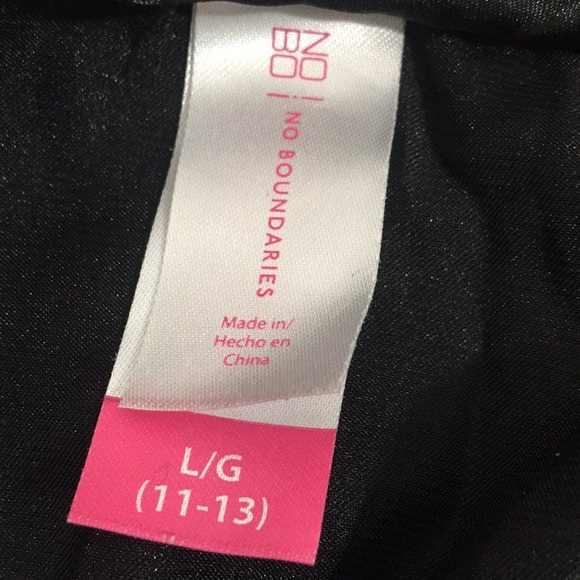 NO
BO
NO BOUNDARIES
Made in/
Hecho en
China
L/G
(11-13)